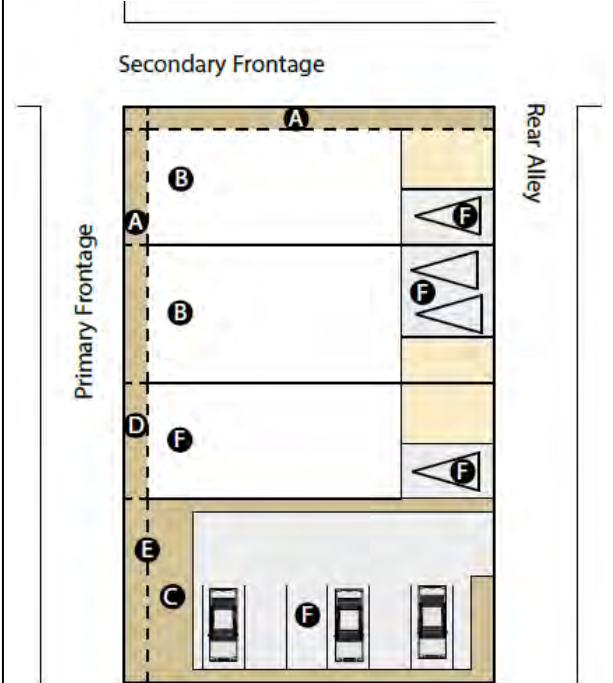 Secondary Frontage
Rear Alley
Primary Frontage
A
B
A
F
F
B
D
F
F
E
C
F